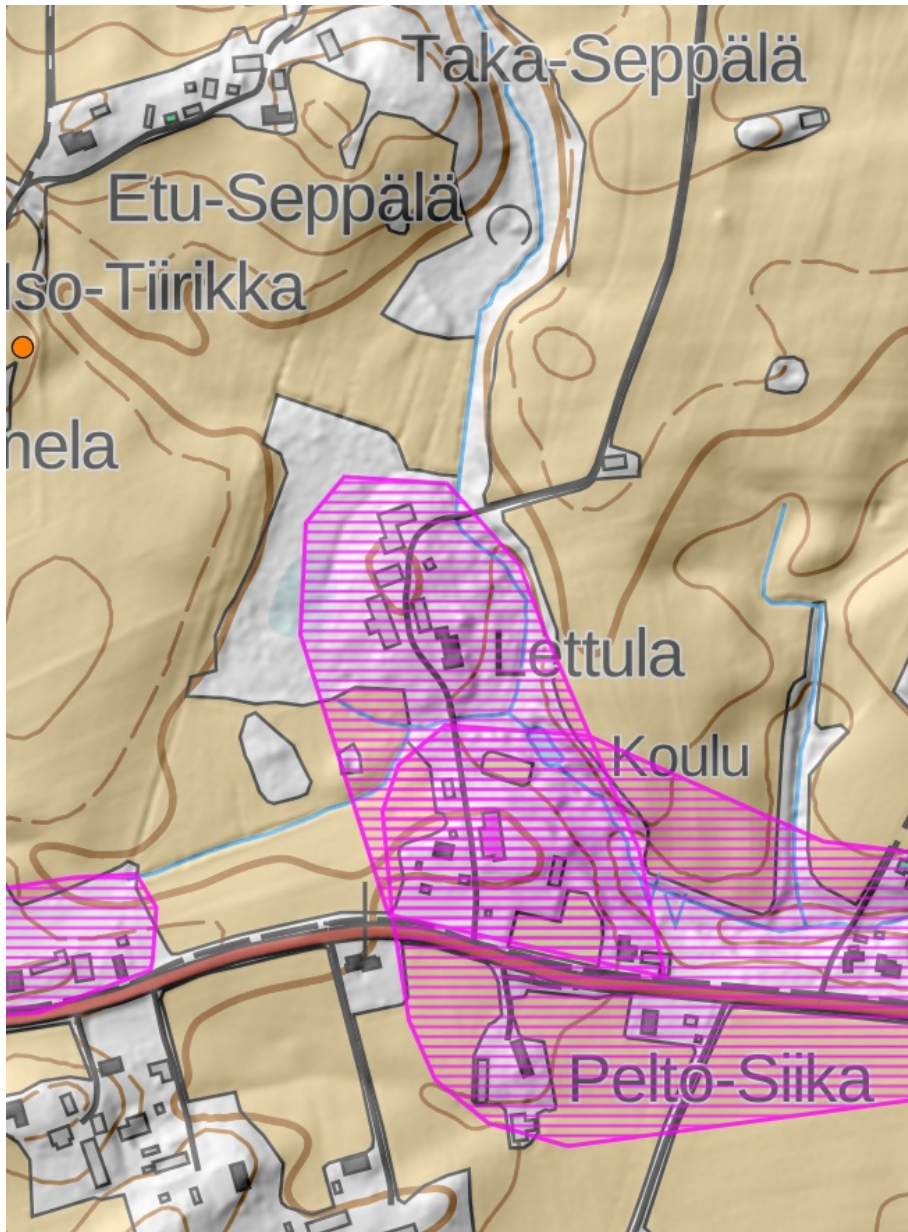 Taka-Seppälä
Etu-Seppälä
Iso-Tiirikka
nela
Lettula
Koulu
Pelto-Siika